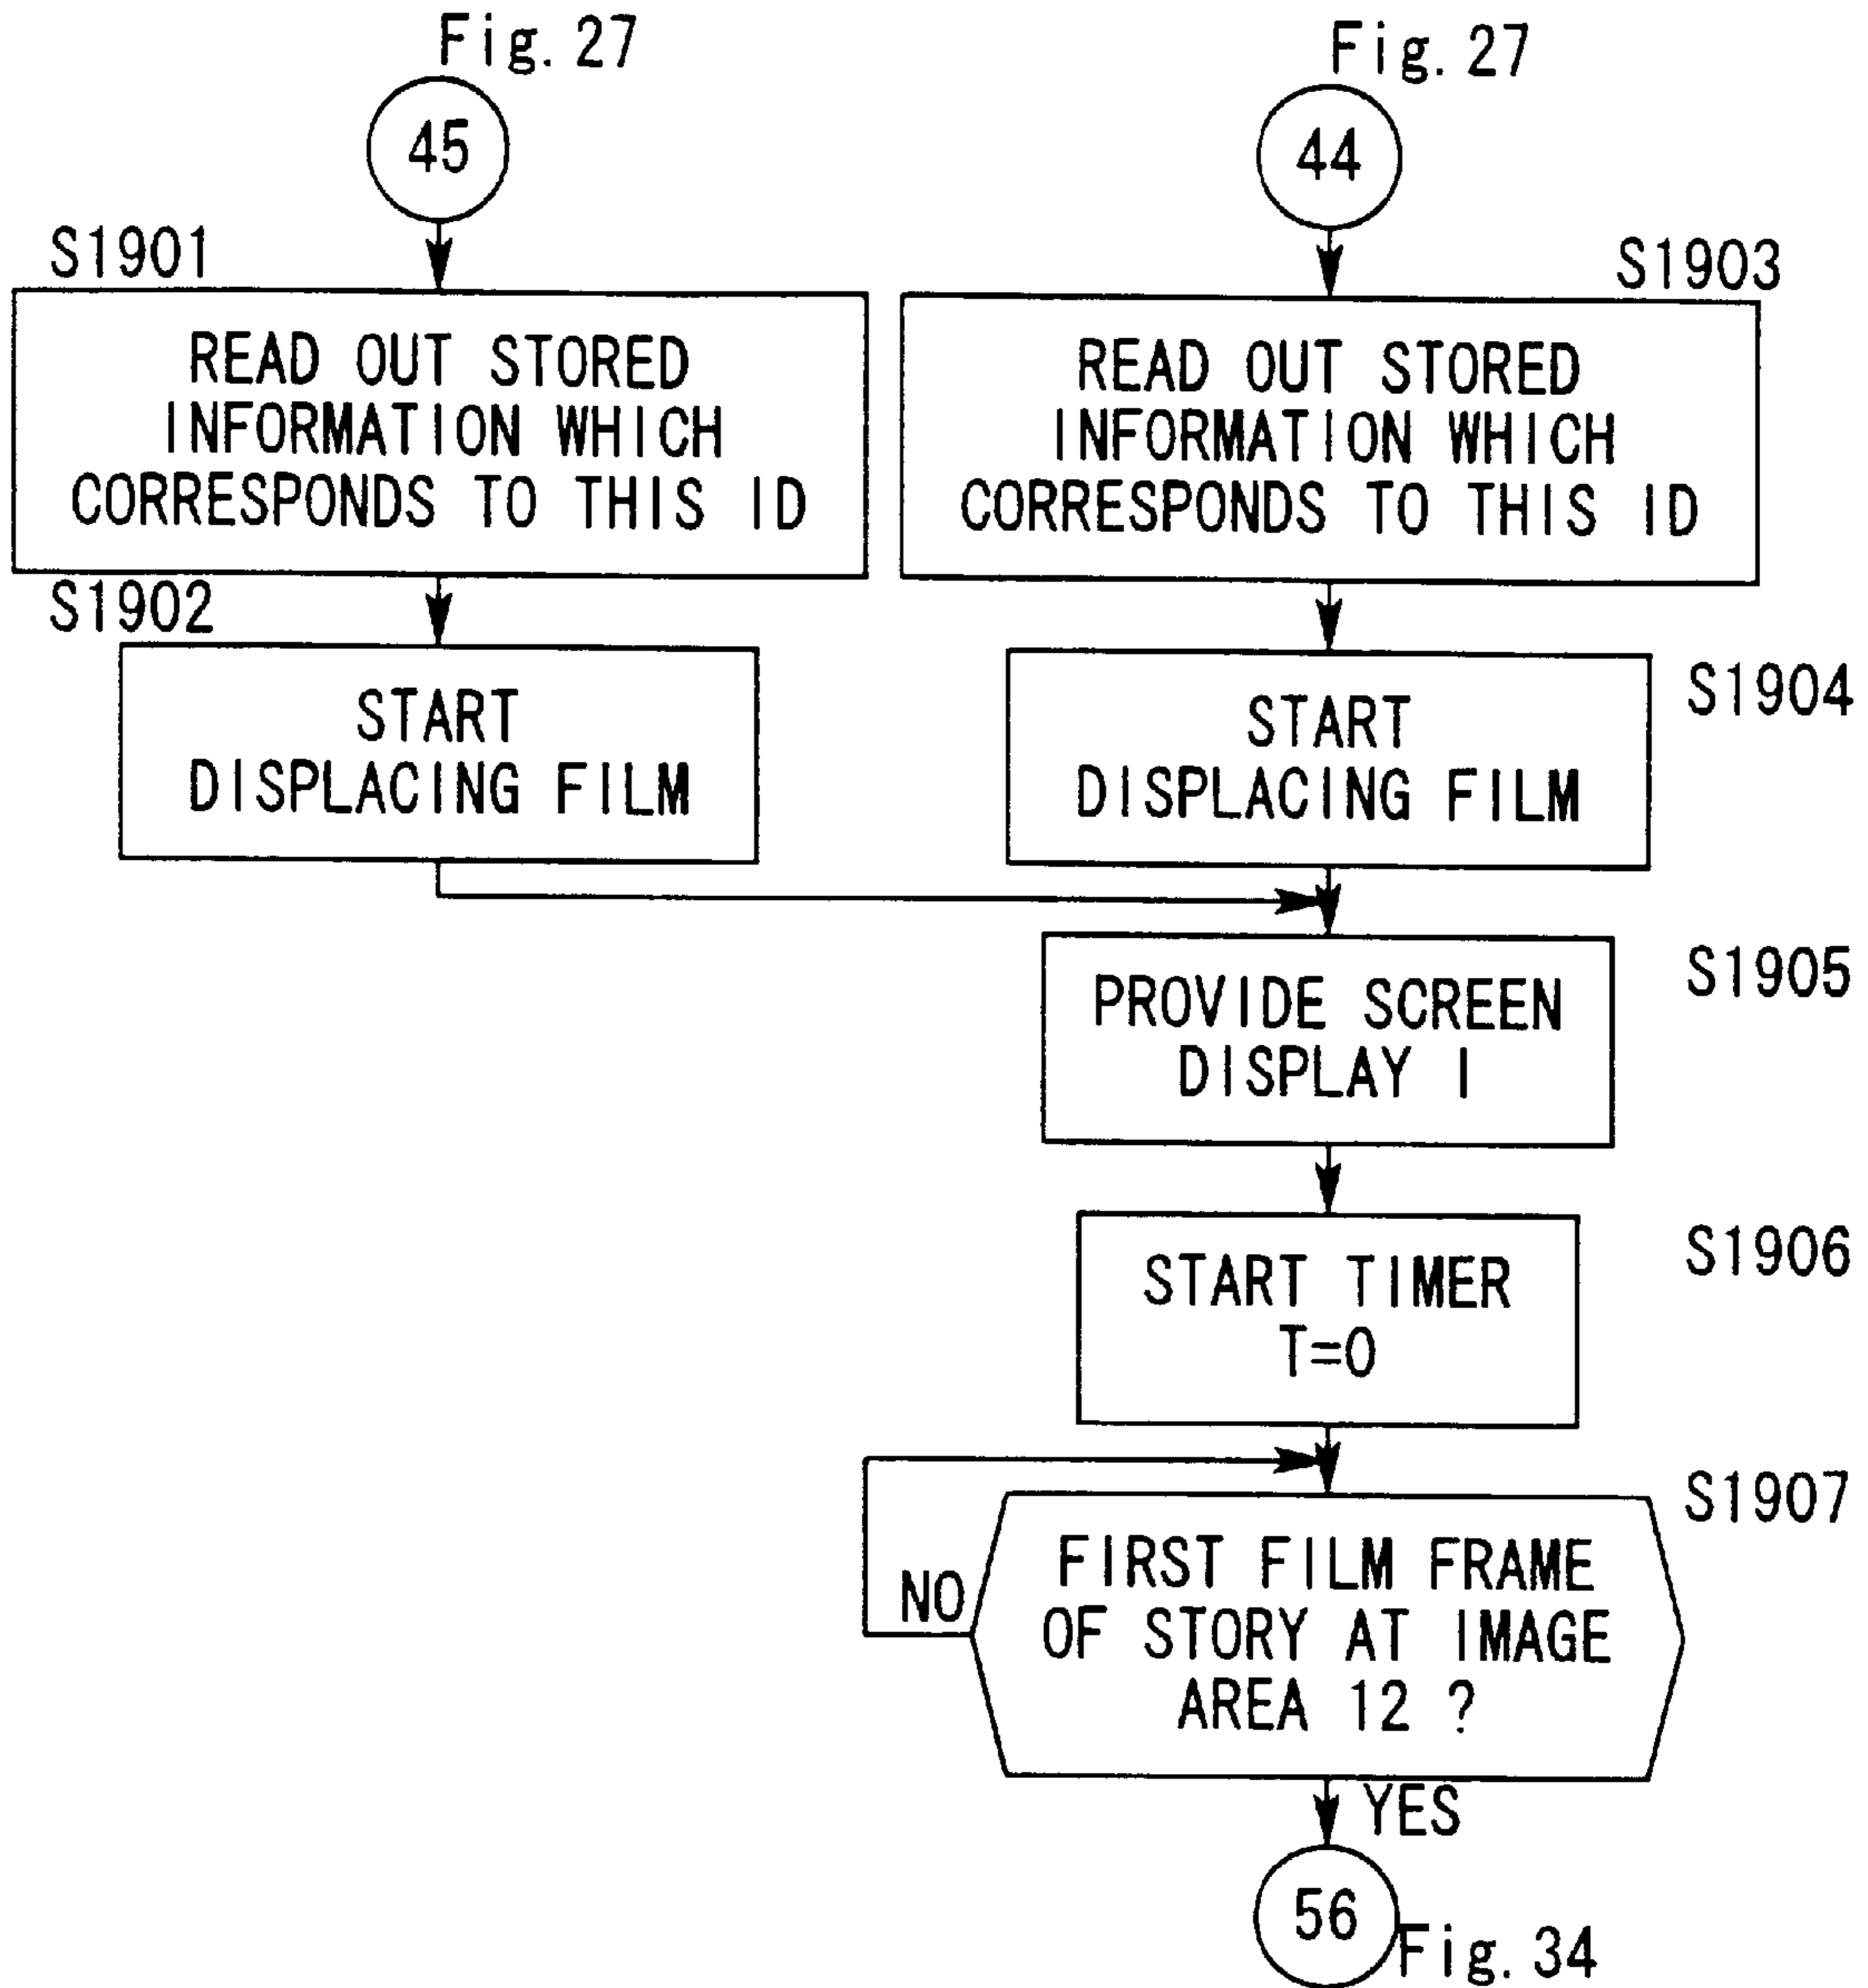 Fig. 27
45
S1901
READ OUT STORED
INFORMATION WHICH
CORRESPONDS TO THIS ID
S1902
START
DISPLACING FILM
Fig. 27
44
S1903
READ OUT STORED
INFORMATION WHICH
CORRESPONDS TO THIS ID
START
DISPLACING FILM
S1904
PROVIDE SCREEN
DISPLAY I
S1905
START TIMER
T=0
S1906
S1907
FIRST FILM FRAME
OF STORY AT IMAGE
AREA 12 ?
NO
YES
56
Fig. 34